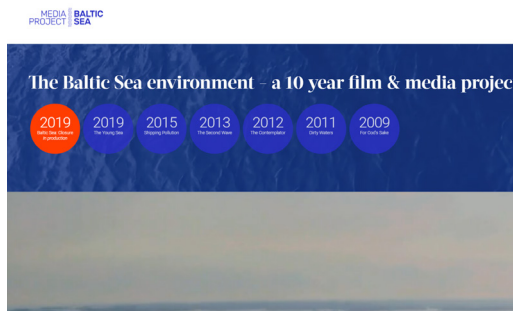 MEDIA BALTIC
PROJECT SEA
The Baltic Sea environment – a 10 year film & media projec
2019
Baltic Sea: Closure
In production
2019
The Young Sea
2015
Shipping Pollution
2013
The Second Wave
2012
The Contemplator
2011
Dirty Waters
2009
For God's Sake